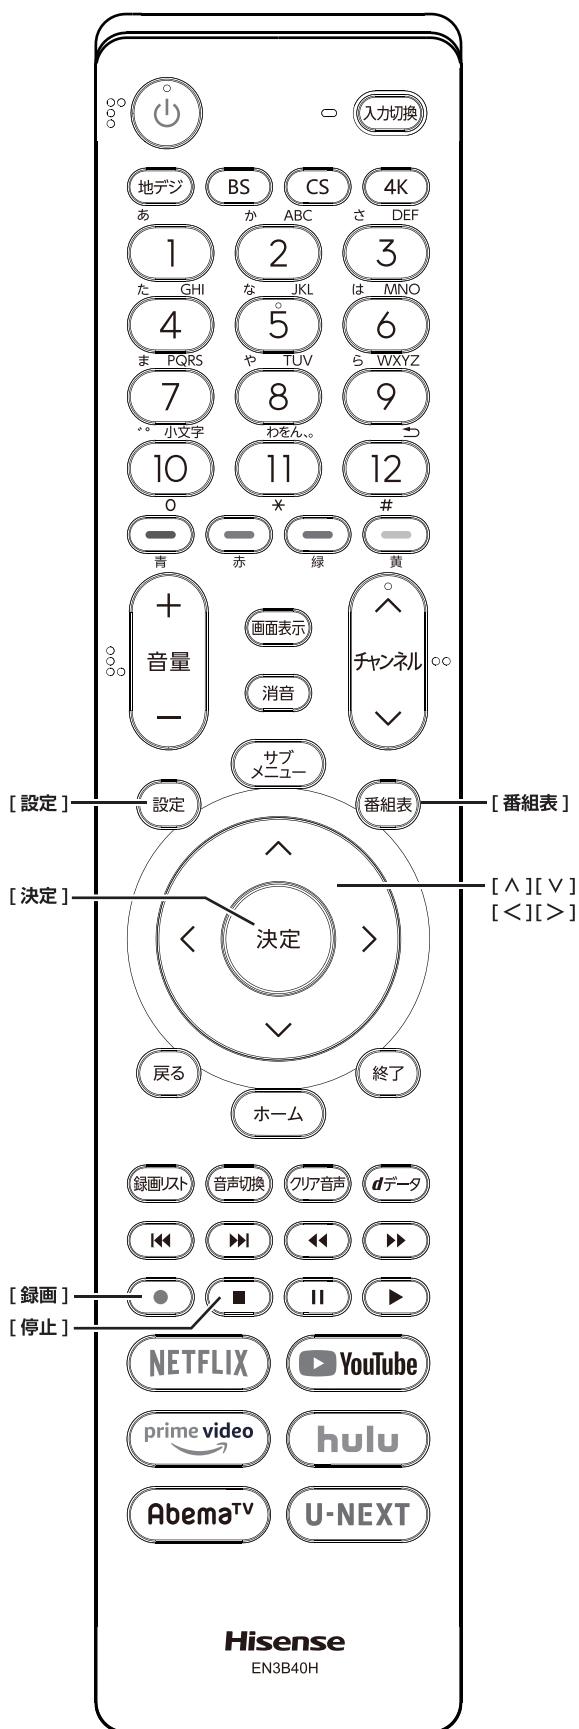 入力切換
地デジ BS CS 4K
あ か ABC さ DEF
1 2 3
た GHI な JKL は MNO
4 5 6
ま PQRS や TUV ら WXYZ
7 8 9
゛゜ 小文字 わをん、。
10 11 12
0 * #
青 赤 緑 黄
+ 画面表示
音量 チャンネル
− 消音
サブ
メニュー
[ 設定 ] 設定 番組表 [ 番組表 ]
[ 決定 ] 決定 [ ∧ ][ ∨ ]
[ < ][ > ]
戻る 終了
ホーム
録画リスト 音声切換 クリア音声 dデータ
[ 録画 ]
[ 停止 ]
NETFLIX YouTube
prime video hulu
AbemaTV U-NEXT
Hisense
EN3B40H